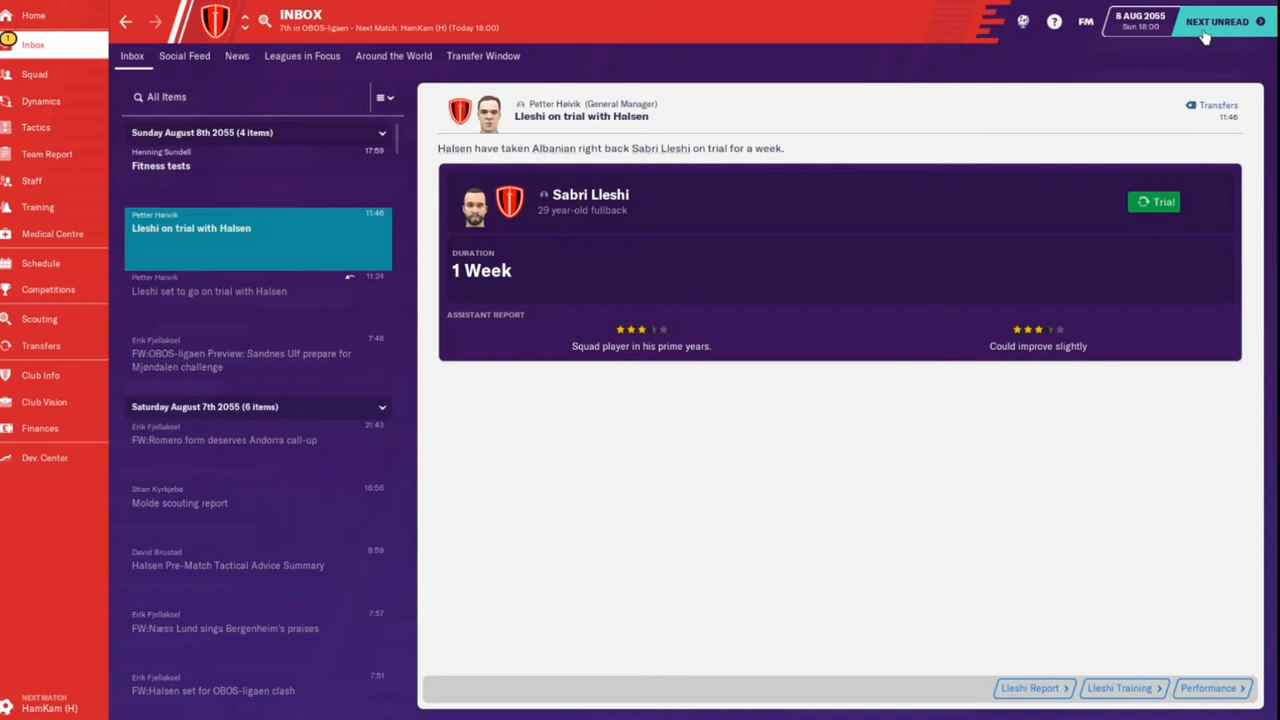 Home
INBOX
7th in OBOS-ligaen - Next Match: HamKam (H) (Today 18:00)
FM
8 AUG 2055
Sun 18:00
NEXT UNREAD
1
Inbox
Squad
Dynamics
Tactics
Team Report
Staff
Training
Medical Centre
Schedule
Competitions
Scouting
Transfers
Club Info
Club Vision
Finances
Dev. Center
NEXT MATCH
HamKam (H)
Inbox
Social Feed
News
Leagues in Focus
Around the World
Transfer Window
All Items
Sunday August 8th 2055 (4 items)
Henning Sundell 17:59
Fitness tests
Petter Høivik 11:46
Lleshi on trial with Halsen
Petter Høivik 11:24
Lleshi set to go on trial with Halsen
Erik Fjellaksel 7:48
FW:OBOS-ligaen Preview: Sandnes Ulf prepare for
Mjøndalen challenge
Saturday August 7th 2055 (6 items)
Erik Fjellaksel 21:43
FW:Romero form deserves Andorra call-up
Stian Kyrkjebø 16:56
Molde scouting report
David Brustad 8:59
Halsen Pre-Match Tactical Advice Summary
Erik Fjellaksel 7:57
FW:Næss Lund sings Bergenheim's praises
Erik Fjellaksel 7:51
FW:Halsen set for OBOS-ligaen clash
Petter Høivik (General Manager)
Lleshi on trial with Halsen
Transfers
11:46
Halsen have taken Albanian right back Sabri Lleshi on trial for a week.
Sabri Lleshi
29 year-old fullback
Trial
DURATION
1 Week
ASSISTANT REPORT
Squad player in his prime years.
Could improve slightly
Lleshi Report
Lleshi Training
Performance